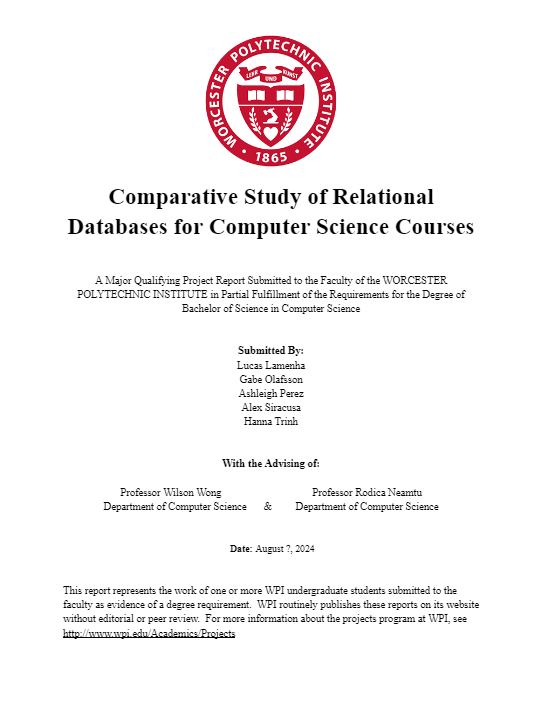 WORCESTER POLYTECHNIC INSTITUTE
LEHR UND KUNST
• 1865 •
Comparative Study of Relational
Databases for Computer Science Courses
A Major Qualifying Project Report Submitted to the Faculty of the WORCESTER
POLYTECHNIC INSTITUTE in Partial Fulfillment of the Requirements for the Degree of
Bachelor of Science in Computer Science
Submitted By:
Lucas Lamenha
Gabe Olafsson
Ashleigh Perez
Alex Siracusa
Hanna Trinh
With the Advising of:
Professor Wilson Wong Professor Rodica Neamtu
Department of Computer Science & Department of Computer Science
Date: August ?, 2024
This report represents the work of one or more WPI undergraduate students submitted to the
faculty as evidence of a degree requirement. WPI routinely publishes these reports on its website
without editorial or peer review. For more information about the projects program at WPI, see
http://www.wpi.edu/Academics/Projects